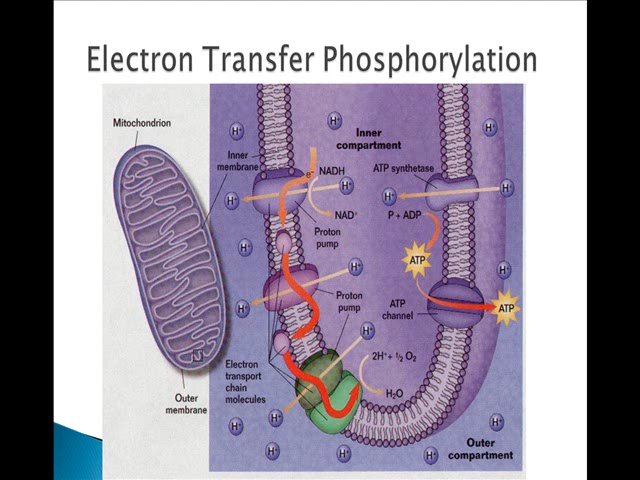 Electron Transfer Phosphorylation
Mitochondrion
Inner
membrane
Outer
membrane
H+
H+
Inner
compartment
H+
e-
NADH
H+
H+
NAD+
Proton
pump
ATP synthetase
H+
H+
P + ADP
ATP
H+
H+
H+
H+
Proton
pump
ATP
channel
ATP
H+
Electron
transport
chain
molecules
2H+ + ½ O2
H2O
H+
H+
H+
H+
H+
H+
Outer
compartment